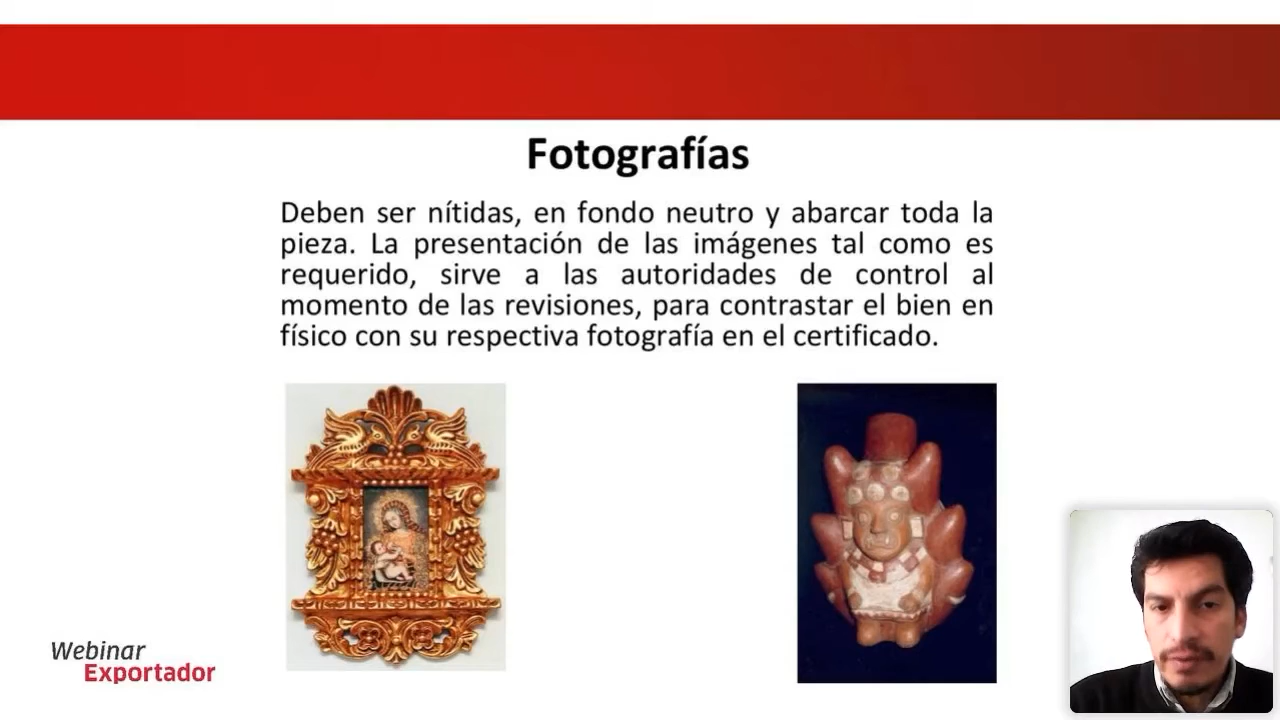 Fotografías
Deben ser nítidas, en fondo neutro y abarcar toda la
pieza. La presentación de las imágenes tal como es
requerido, sirve a las autoridades de control al
momento de las revisiones, para contrastar el bien en
físico con su respectiva fotografía en el certificado.
Webinar
Exportador